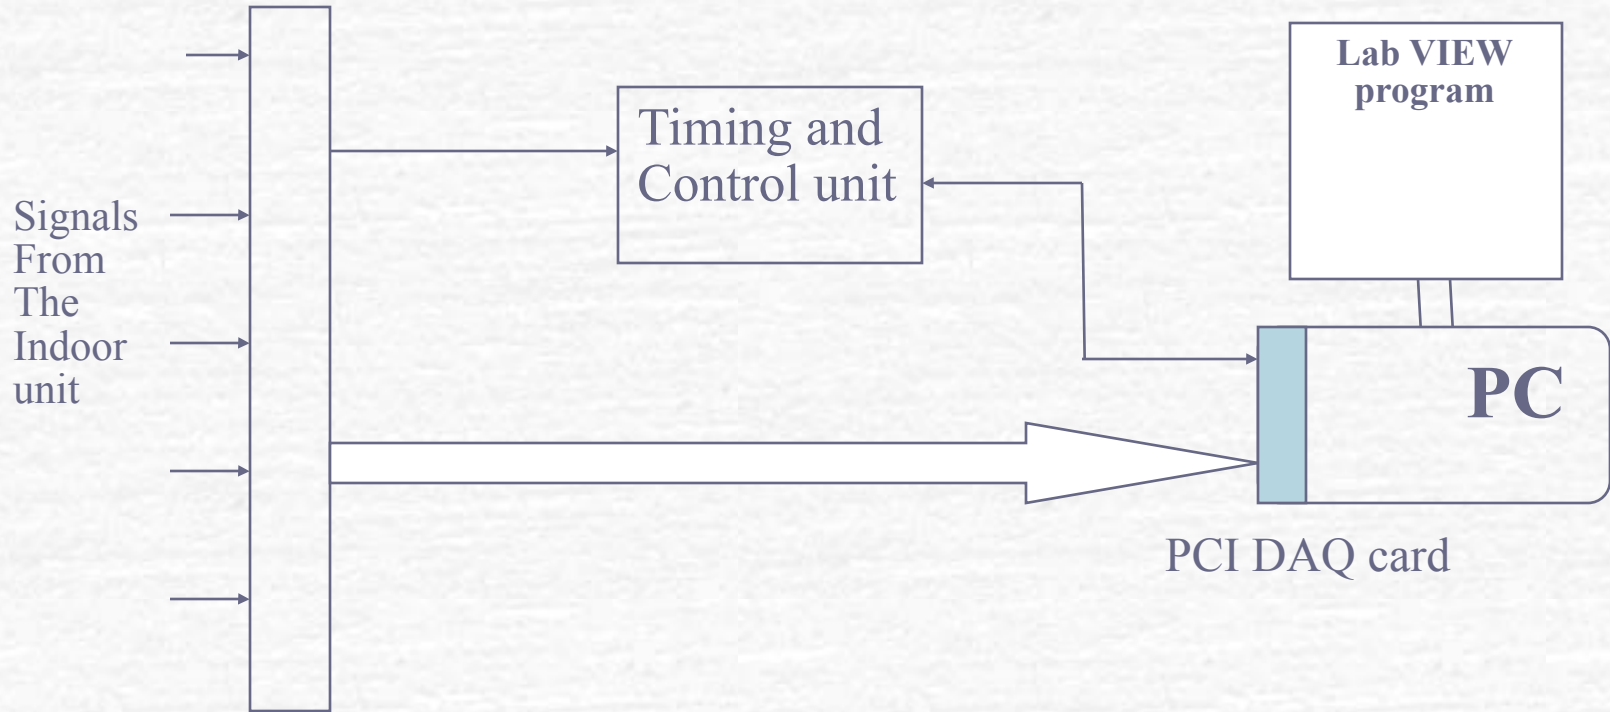 Signals
From
The
Indoor
unit
Timing and
Control unit
Lab VIEW
program
PC
PCI DAQ card